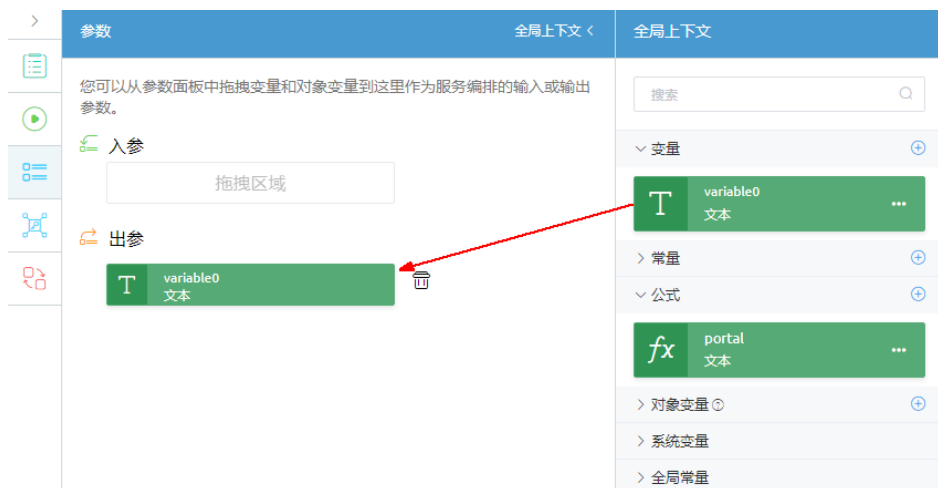 参数
全局上下文
您可以从参数面板中拖拽变量和对象变量到这里作为服务编排的输入或输出
参数。
入参
拖拽区域
出参
T
variable0
文本
全局上下文
搜索
变量
T
variable0
文本
常量
公式
fx
portal
文本
对象变量
系统变量
全局常量